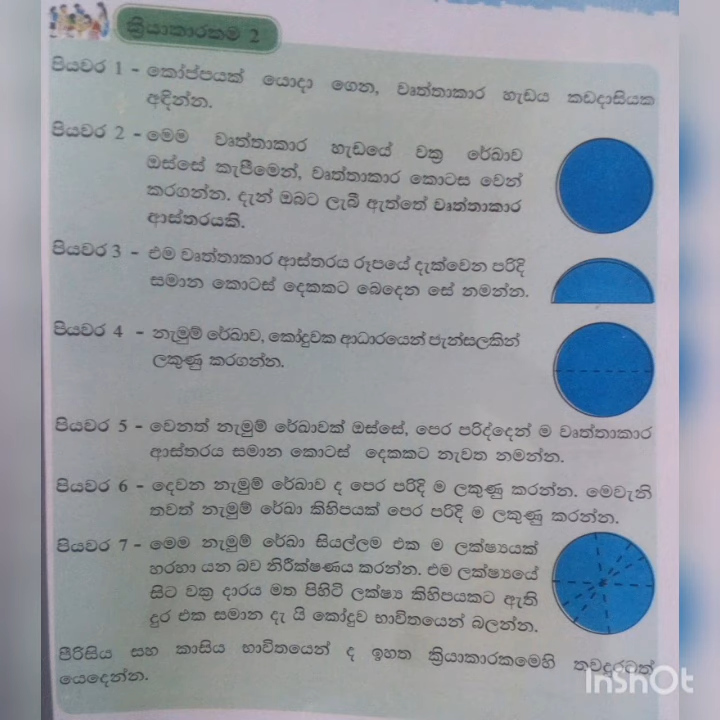 ක්‍රියාකාරකම 2
පියවර 1 - කෝප්පයක් යොදා ගෙන, වෘත්තාකාර හැඩය කඩදාසියක
අඳින්න.
පියවර 2 - මෙම වෘත්තාකාර හැඩයේ වක්‍ර රේඛාව
ඔස්සේ කැපීමෙන්, වෘත්තාකාර කොටස වෙන්
කරගන්න. දැන් ඔබට ලැබී ඇත්තේ වෘත්තාකාර
ආස්තරයකි.
පියවර 3 - එම වෘත්තාකාර ආස්තරය රූපයේ දැක්වෙන පරිදි
සමාන කොටස් දෙකකට බෙදෙන සේ නමන්න.
පියවර 4 - නැමුම් රේඛාව, කෝදුවක ආධාරයෙන් පැන්සලකින්
ලකුණු කරගන්න.
පියවර 5 - වෙනත් නැමුම් රේඛාවක් ඔස්සේ, පෙර පරිද්දෙන් ම වෘත්තාකාර
ආස්තරය සමාන කොටස් දෙකකට නැවත නමන්න.
පියවර 6 - දෙවන නැමුම් රේඛාව ද පෙර පරිදි ම ලකුණු කරන්න. මෙවැනි
තවත් නැමුම් රේඛා කිහිපයක් පෙර පරිදි ම ලකුණු කරන්න.
පියවර 7 - මෙම නැමුම් රේඛා සියල්ලම එක ම ලක්ෂ්‍යයක්
හරහා යන බව නිරීක්ෂණය කරන්න. එම ලක්ෂ්‍යයේ
සිට වක්‍ර දාරය මත පිහිටි ලක්ෂ්‍ය කිහිපයකට ඇති
දුර එක සමාන දැ යි කෝදුව භාවිතයෙන් බලන්න.
පීරිසිය සහ කාසිය භාවිතයෙන් ද ඉහත ක්‍රියාකාරකමෙහි තවදුරටත්
යෙදෙන්න.
InShOt